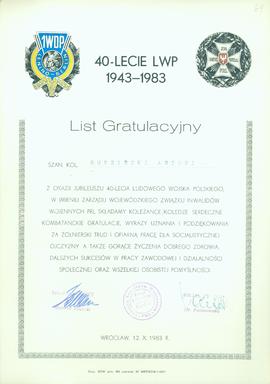 1WDP
40-LECIE LWP
1943-1983
List Gratulacyjny
SZAN. KOL.
Z OKAZJI JUBILEUSZU 40-LECIA LUDOWEGO WOJSKA POLSKIEGO,
W IMIENIU ZARZĄDU WOJEWÓDZKIEGO ZWIĄZKU INWALIDÓW
WOJENNYCH PRL SKŁADAMY KOLEŻANCE, KOLEDZE SERDECZNE
KOMBATANCKIE GRATULACJE, WYRAZY UZNANIA I PODZIĘKOWANIA
ZA ŻOŁNIERSKI TRUD I OFIARNĄ PRACĘ DLA SOCJALISTYCZNEJ
OJCZYZNY A TAKŻE GORĄCE ŻYCZENIA DOBREGO ZDROWIA,
DALSZYCH SUKCESÓW W PRACY ZAWODOWEJ I DZIAŁALNOŚCI
SPOŁECZNEJ ORAZ WSZELKIEJ OSOBISTEJ POMYŚLNOŚCI.
WROCŁAW, 12. X. 1983 R.